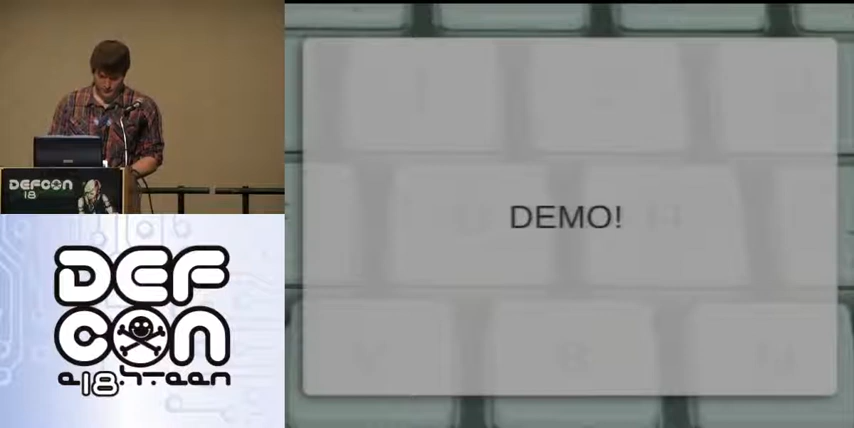 DEFCON
18
DEF
CON
e18hteen
DEMO!